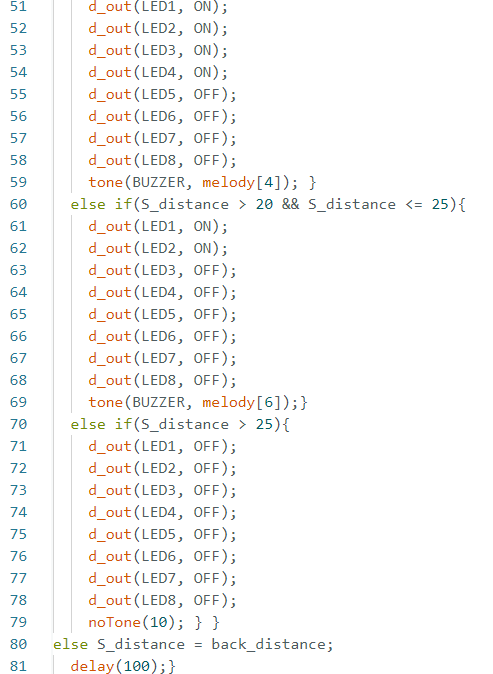 51 d_out(LED1, ON);
52 d_out(LED2, ON);
53 d_out(LED3, ON);
54 d_out(LED4, ON);
55 d_out(LED5, OFF);
56 d_out(LED6, OFF);
57 d_out(LED7, OFF);
58 d_out(LED8, OFF);
59 tone(BUZZER, melody[4]); }
60 else if(S_distance > 20 && S_distance <= 25){
61 d_out(LED1, ON);
62 d_out(LED2, ON);
63 d_out(LED3, OFF);
64 d_out(LED4, OFF);
65 d_out(LED5, OFF);
66 d_out(LED6, OFF);
67 d_out(LED7, OFF);
68 d_out(LED8, OFF);
69 tone(BUZZER, melody[6]);}
70 else if(S_distance > 25){
71 d_out(LED1, OFF);
72 d_out(LED2, OFF);
73 d_out(LED3, OFF);
74 d_out(LED4, OFF);
75 d_out(LED5, OFF);
76 d_out(LED6, OFF);
77 d_out(LED7, OFF);
78 d_out(LED8, OFF);
79 noTone(10); } }
80 else S_distance = back_distance;
81 delay(100);}